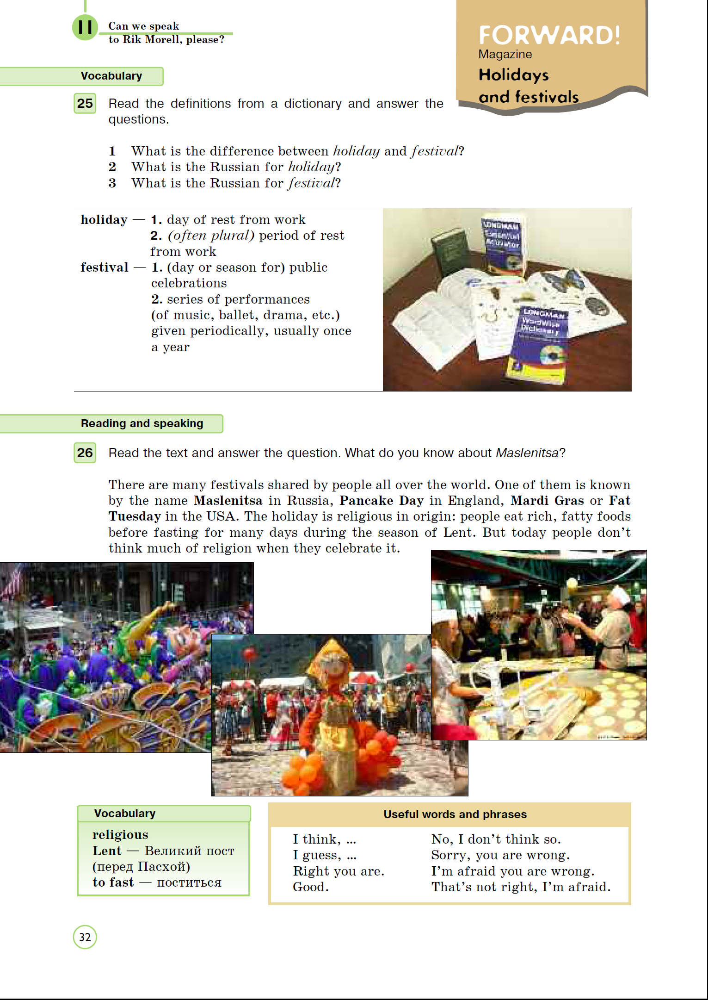 11
Can we speak
to Rik Morell, please?
FORWARD!
Magazine
Holidays
and festivals
Vocabulary
25 Read the definitions from a dictionary and answer the
questions.
1 What is the difference between holiday and festival?
2 What is the Russian for holiday?
3 What is the Russian for festival?
holiday — 1. day of rest from work
2. (often plural) period of rest
from work
festival — 1. (day or season for) public
celebrations
2. series of performances
(of music, ballet, drama, etc.)
given periodically, usually once
a year
LONGMAN
Essential
Activator
LONGMAN
WordWise
Dictionary
Reading and speaking
26 Read the text and answer the question. What do you know about Maslenitsa?
There are many festivals shared by people all over the world. One of them is known
by the name Maslenitsa in Russia, Pancake Day in England, Mardi Gras or Fat
Tuesday in the USA. The holiday is religious in origin: people eat rich, fatty foods
before fasting for many days during the season of Lent. But today people don't
think much of religion when they celebrate it.
Vocabulary
religious
Lent — Великий пост
(перед Пасхой)
to fast — поститься
Useful words and phrases
I think, ...
I guess, ...
Right you are.
Good.
No, I don't think so.
Sorry, you are wrong.
I'm afraid you are wrong.
That's not right, I'm afraid.
32